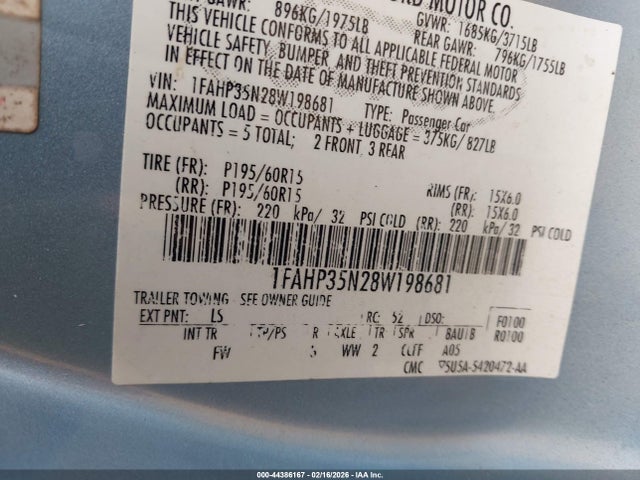 FORD MOTOR CO.
GAWR: 896KG/1975LB GVWR: 1685KG/3715LB
REAR GAWR: 796KG/1755LB
THIS VEHICLE CONFORMS TO ALL APPLICABLE FEDERAL MOTOR
VEHICLE SAFETY, BUMPER, AND THEFT PREVENTION STANDARDS
IN EFFECT ON THE DATE OF MANUFACTURE SHOWN ABOVE.
VIN: 1FAHP35N28W198681 TYPE: Passenger Car
MAXIMUM LOAD = OCCUPANTS + LUGGAGE = 375KG/ 827LB
OCCUPANTS = 5 TOTAL; 2 FRONT, 3 REAR
TIRE (FR): P195/60R15 RIMS (FR): 15X6.0
(RR): P195/60R15 (RR): 15X6.0
PRESSURE (FR): 220 kPa/ 32 PSI COLD (RR): 220 kPa/ 32 PSI COLD
1FAHP35N28W198681
TRAILER TOWING - SEE OWNER GUIDE
EXT PNT: LS RC: 52 DSO: F0100
INT TR TP/PS R AXLE TR SPR BAUIB R0100
FW WW 2 A05
CMC
000-44386167 - 02/16/2026 - IAA Inc.